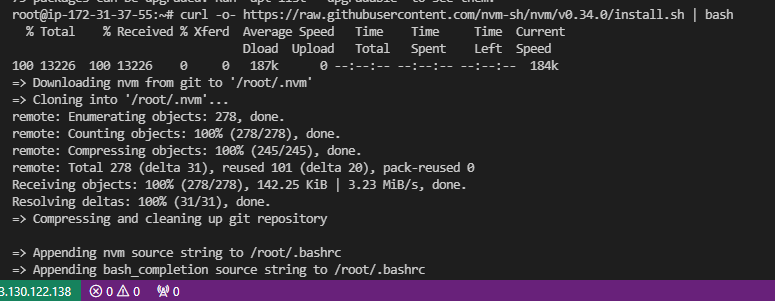 root@ip-172-31-37-55:~# curl -o- https://raw.githubusercontent.com/nvm-sh/nvm/v0.34.0/install.sh | bash
% Total % Received % Xferd Average Speed Time Time Time Current
Dload Upload Total Spent Left Speed
100 13226 100 13226 0 0 187k 0 --:--:-- --:--:-- --:--:-- 184k
=> Downloading nvm from git to '/root/.nvm'
=> Cloning into '/root/.nvm'...
remote: Enumerating objects: 278, done.
remote: Counting objects: 100% (278/278), done.
remote: Compressing objects: 100% (245/245), done.
remote: Total 278 (delta 31), reused 101 (delta 20), pack-reused 0
Receiving objects: 100% (278/278), 142.25 KiB | 3.23 MiB/s, done.
Resolving deltas: 100% (31/31), done.
=> Compressing and cleaning up git repository
=> Appending nvm source string to /root/.bashrc
=> Appending bash_completion source string to /root/.bashrc
3.130.122.138 0 0 0